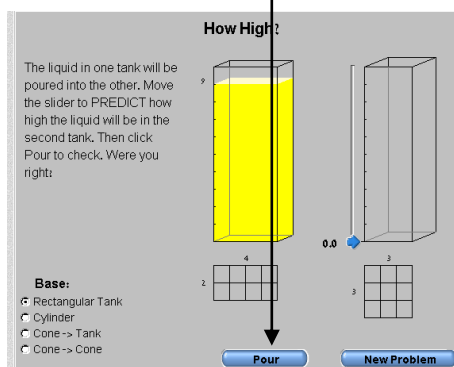 How High?
The liquid in one tank will be
poured into the other. Move
the slider to PREDICT how
high the liquid will be in the
second tank. Then click
Pour to check. Were you
right?
9
0.0
4
2
3
3
Base:
Rectangular Tank
Cylinder
Cone -> Tank
Cone -> Cone
Pour
New Problem